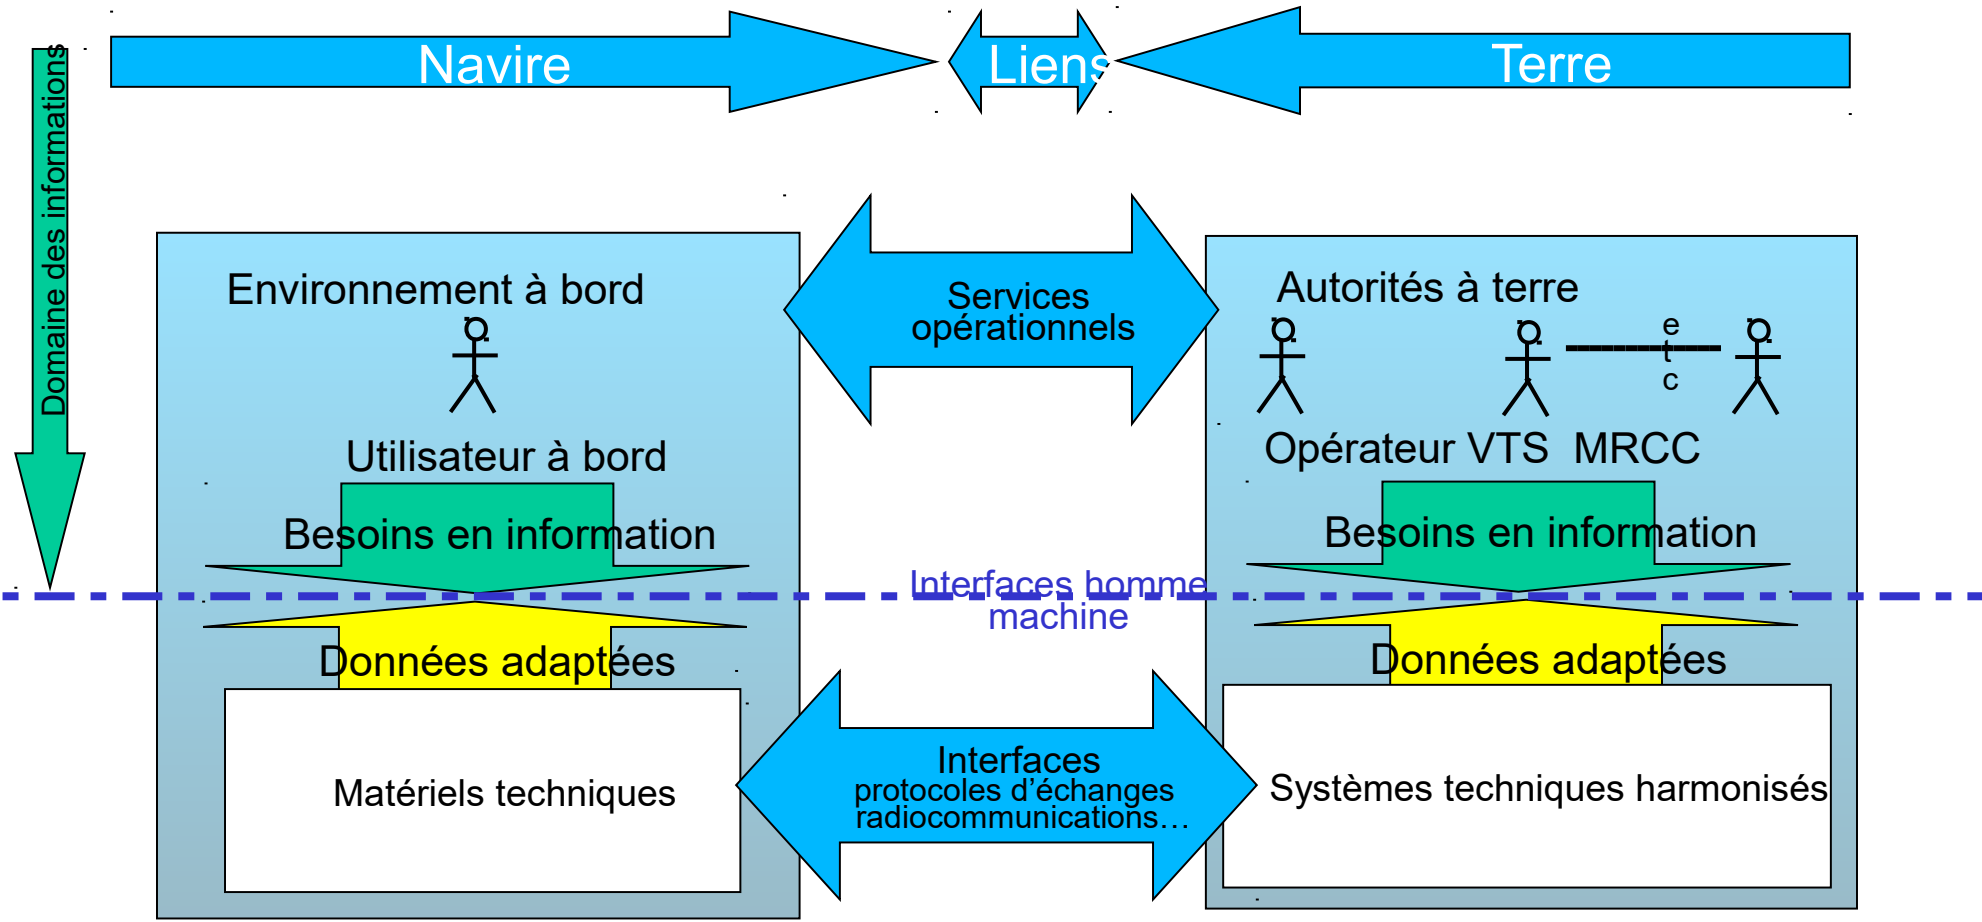 Navire
Liens
Terre
Domaine des informations
Environnement à bord
Utilisateur à bord
Besoins en information
Données adaptées
Matériels techniques
Services
opérationnels
Interfaces homme
machine
Interfaces
protocoles d’échanges
radiocommunications…
Autorités à terre
e
t
c
Opérateur VTS MRCC
Besoins en information
Données adaptées
Systèmes techniques harmonisés